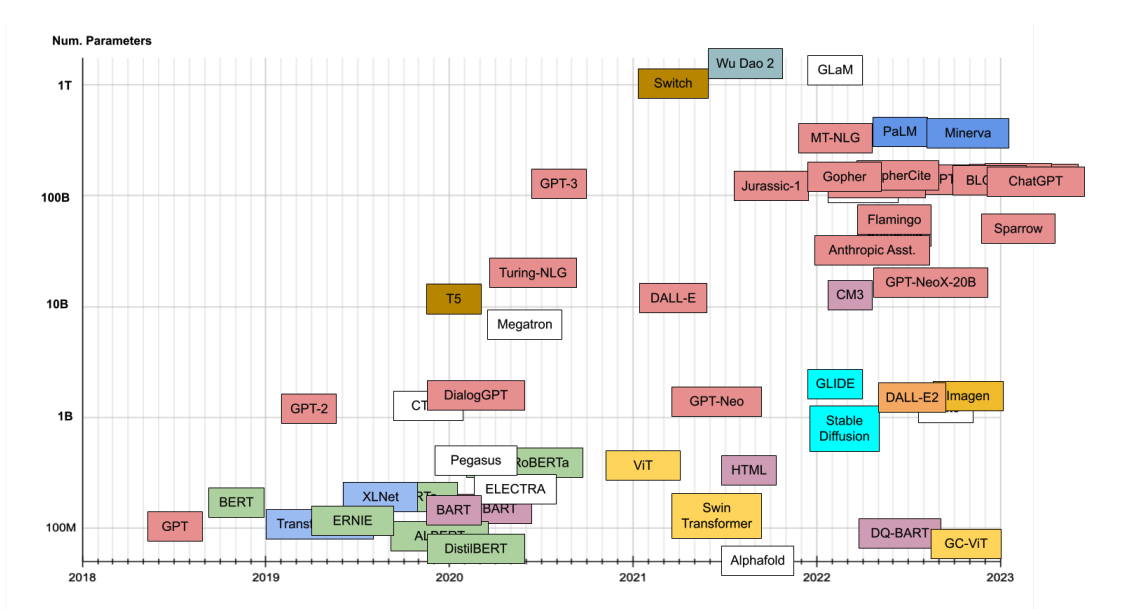 Num. Parameters
Wu Dao 2
GLaM
1T
Switch
PaLM
Minerva
MT-NLG
Gopher
pherCite
GPT-3
Jurassic-1
ChatGPT
100B
Flamingo
Sparrow
Anthropic Asst.
Turing-NLG
GPT-NeoX-20B
T5
DALL-E
CM3
10B
Megatron
GLIDE
DialogGPT
GPT-2
GPT-Neo
DALL-E2
Imagen
1B
Stable
Diffusion
Pegasus
oBERTa
ViT
HTML
ELECTRA
XLNet
BERT
BART
BART
Swin
Transformer
GPT
ERNIE
100M
DQ-BART
DistilBERT
GC-ViT
Alphafold
2018
2019
2020
2021
2022
2023